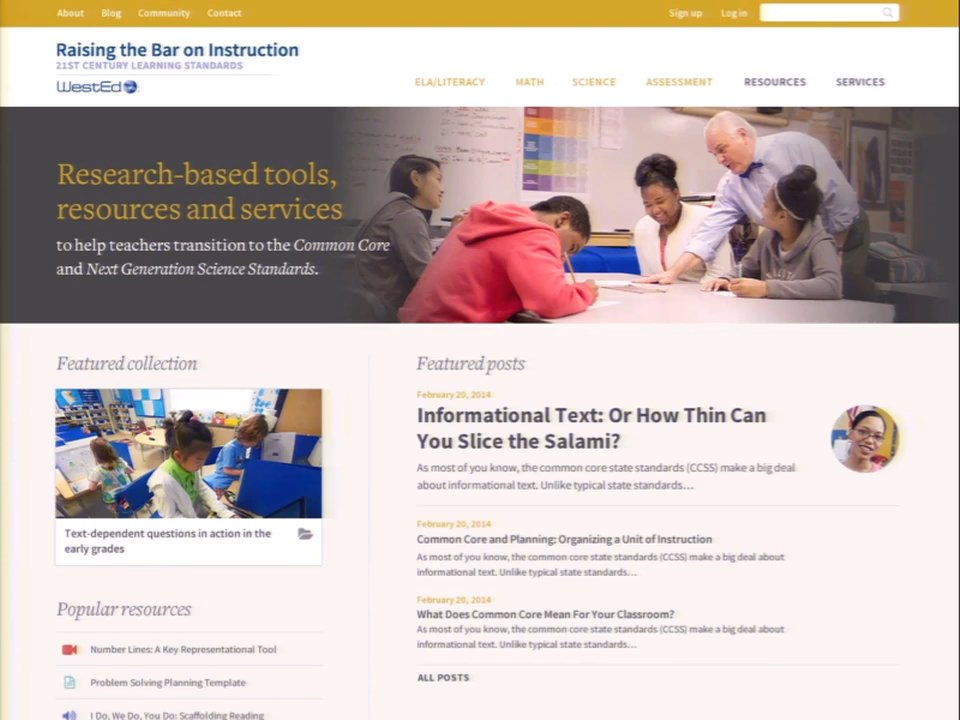 About Blog Community Contact Sign up Log in
Raising the Bar on Instruction
21ST CENTURY LEARNING STANDARDS
WestEd
ELA/LITERACY MATH SCIENCE ASSESSMENT RESOURCES SERVICES
Research-based tools,
resources and services
to help teachers transition to the Common Core
and Next Generation Science Standards.
Featured collection
Text-dependent questions in action in the
early grades
Popular resources
Number Lines: A Key Representational Tool
Problem Solving Planning Template
I Do, We Do, You Do: Scaffolding Reading
Featured posts
February 20, 2014
Informational Text: Or How Thin Can
You Slice the Salami?
As most of you know, the common core state standards (CCSS) make a big deal
about informational text. Unlike typical state standards...
February 20, 2014
Common Core and Planning: Organizing a Unit of Instruction
As most of you know, the common core state standards (CCSS) make a big deal about
informational text. Unlike typical state standards...
February 20, 2014
What Does Common Core Mean For Your Classroom?
As most of you know, the common core state standards (CCSS) make a big deal about
informational text. Unlike typical state standards...
ALL POSTS